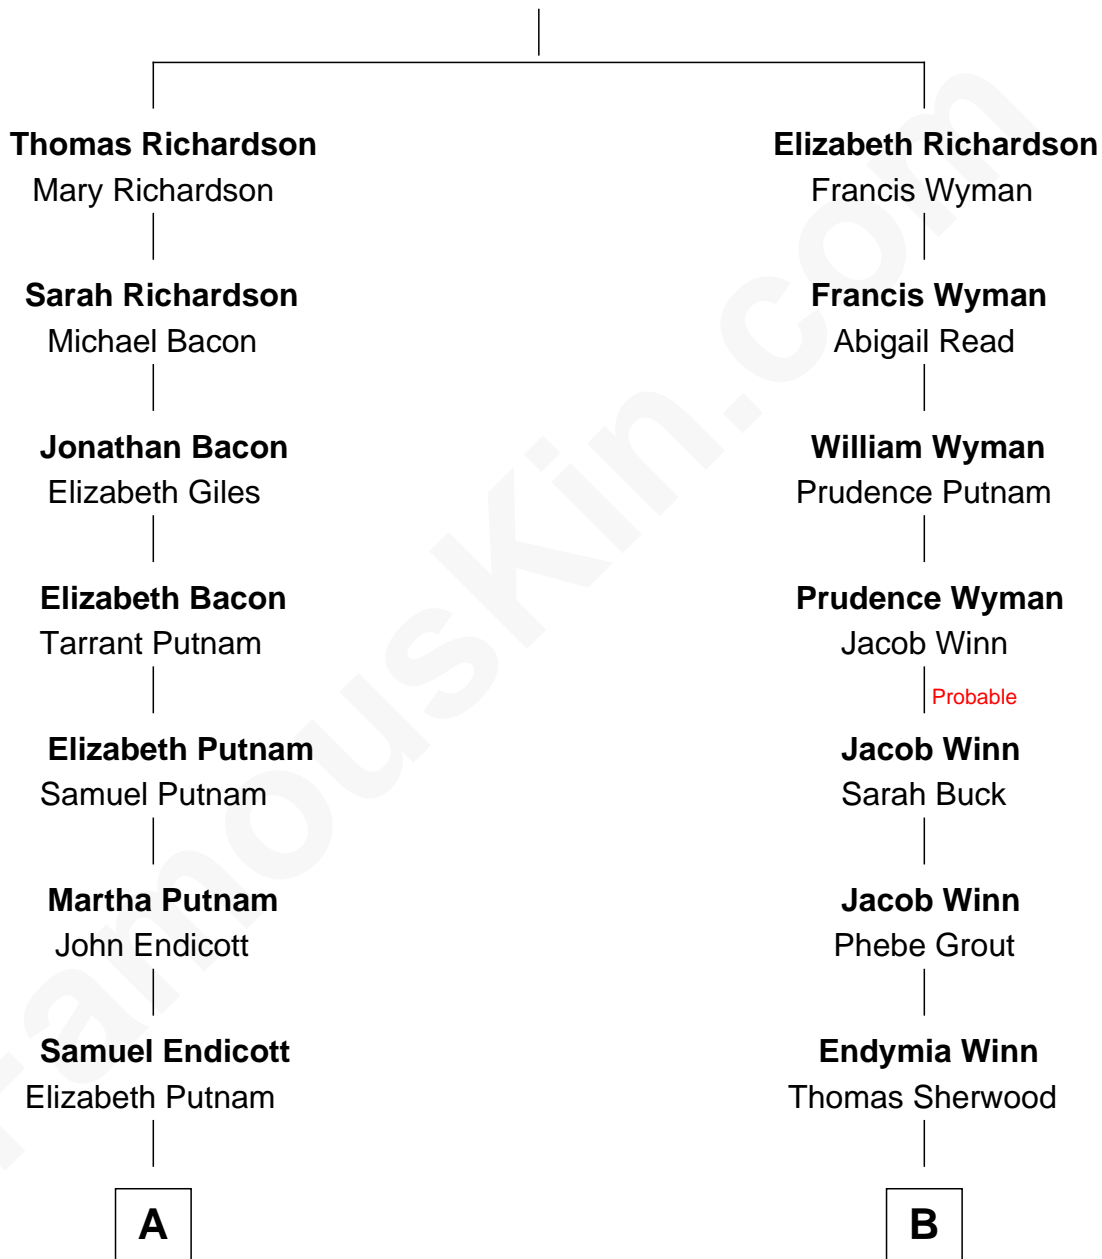 Thomas Richardson
Mary Richardson
Sarah Richardson
Michael Bacon
Jonathan Bacon
Elizabeth Giles
Elizabeth Bacon
Tarrant Putnam
Elizabeth Putnam
Samuel Putnam
Martha Putnam
John Endicott
Samuel Endicott
Elizabeth Putnam
A
Elizabeth Richardson
Francis Wyman
Francis Wyman
Abigail Read
William Wyman
Prudence Putnam
Prudence Wyman
Jacob Winn
Probable
Jacob Winn
Sarah Buck
Jacob Winn
Phebe Grout
Endymia Winn
Thomas Sherwood
B
FamousKin.com